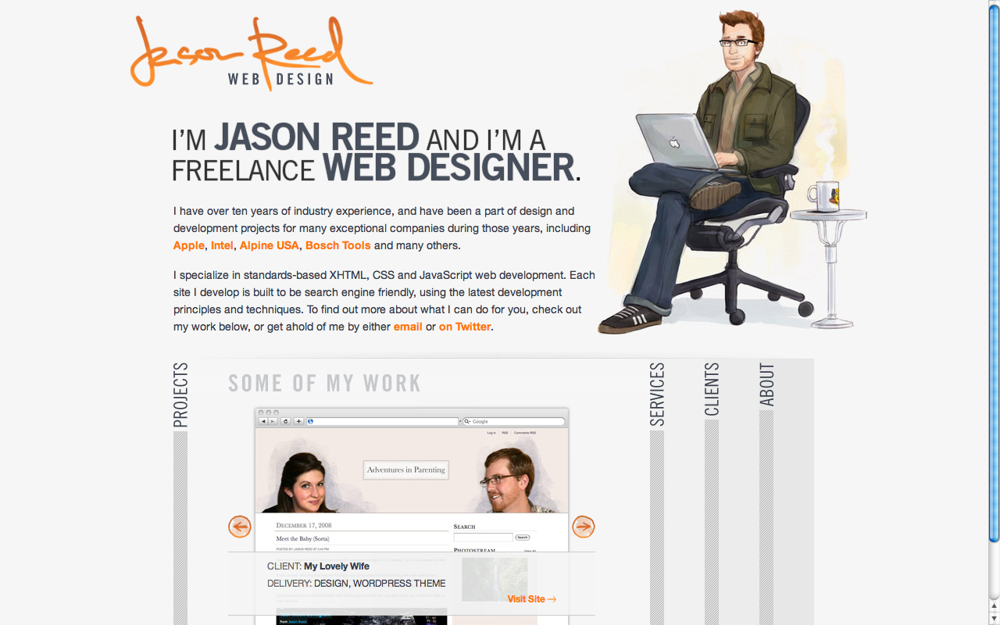 Jason Reed
WEB DESIGN
I'M JASON REED AND I'M A
FREELANCE WEB DESIGNER.
I have over ten years of industry experience, and have been a part of design and
development projects for many exceptional companies during those years, including
Apple, Intel, Alpine USA, Bosch Tools and many others.
I specialize in standards-based XHTML, CSS and JavaScript web development. Each
site I develop is built to be search engine friendly, using the latest development
principles and techniques. To find out more about what I can do for you, check out
my work below, or get ahold of me by either email or on Twitter.
PROJECTS
SOME OF MY WORK
Google
Log in
RSS
Comments RSS
Adventures in Parenting
DECEMBER 17, 2008
Meet the Baby (Sorta)
POSTED BY JASON REED AT 3:40 PM
SEARCH
Search
PHOTOSTREAM
CLIENT: My Lovely Wife
DELIVERY: DESIGN, WORDPRESS THEME
Visit Site →
from Jason Reed
SERVICES
CLIENTS
ABOUT